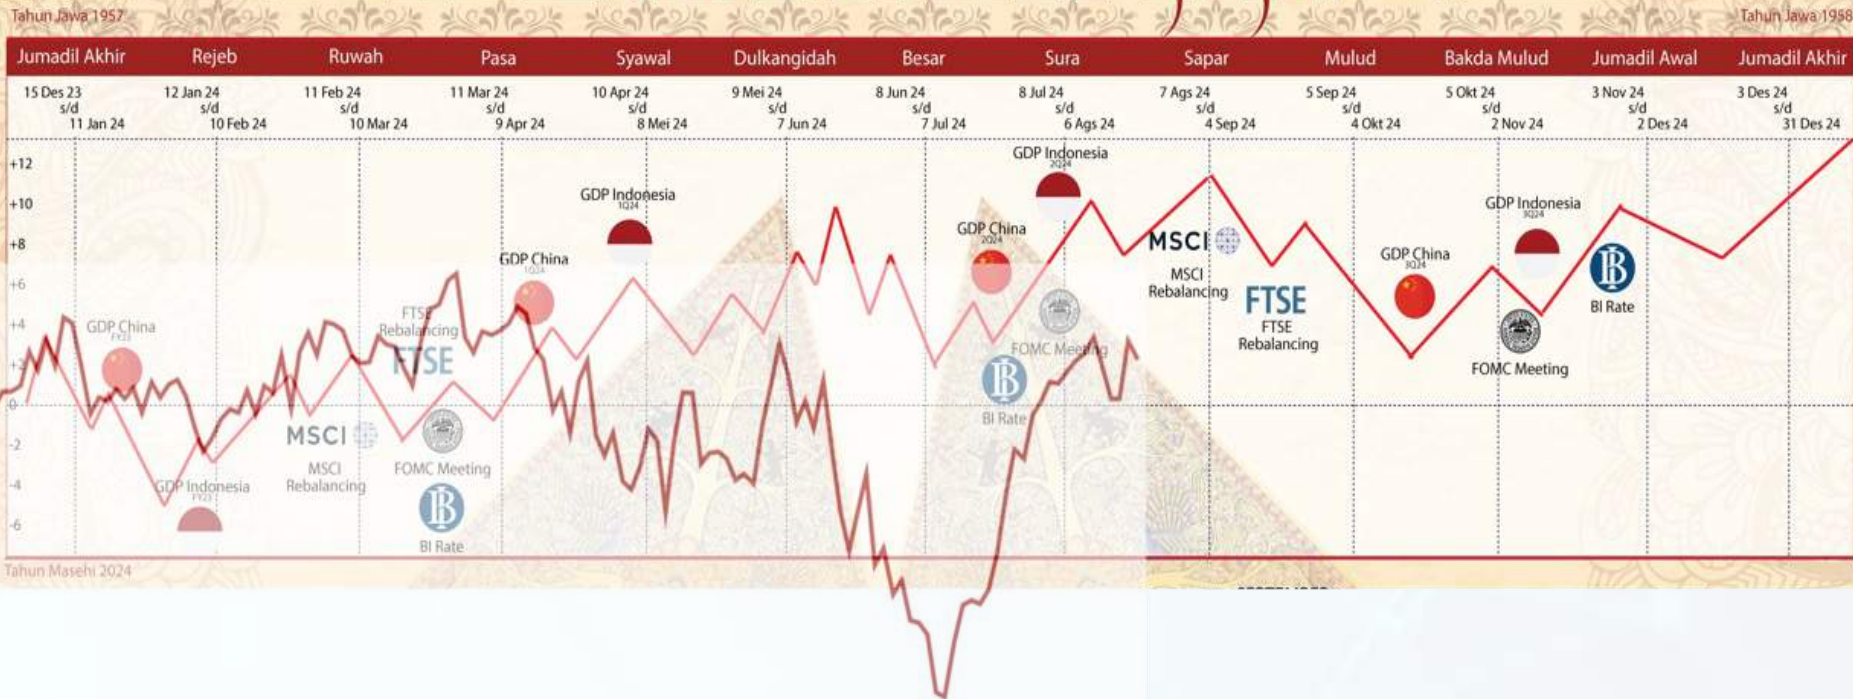 Tahun Jawa 1957
Tahun Jawa 1958
Jumadil Akhir
Rejeb
Ruwah
Pasa
Syawal
Dulkangidah
Besar
Sura
Sapar
Mulud
Bakda Mulud
Jumadil Awal
Jumadil Akhir
15 Des 23
s/d
11 Jan 24
12 Jan 24
s/d
10 Feb 24
11 Feb 24
s/d
10 Mar 24
11 Mar 24
s/d
9 Apr 24
10 Apr 24
s/d
8 Mei 24
9 Mei 24
s/d
7 Jun 24
8 Jun 24
s/d
7 Jul 24
8 Jul 24
s/d
6 Ags 24
7 Ags 24
s/d
4 Sep 24
5 Sep 24
s/d
4 Okt 24
5 Okt 24
s/d
2 Nov 24
3 Nov 24
s/d
2 Des 24
3 Des 24
s/d
31 Des 24
+12
+10
+8
+6
+4
+2
0
-2
-4
-6
GDP China
FY23
GDP Indonesia
FY23
MSCI
MSCI
Rebalancing
FTSE
Rebalancing
FTSE
FOMC Meeting
BI Rate
GDP China
1Q24
GDP Indonesia
1Q24
GDP China
2Q24
BI Rate
GDP Indonesia
2Q24
FOMC Meeting
MSCI
MSCI
Rebalancing
FTSE
FTSE
Rebalancing
GDP China
3Q24
GDP Indonesia
3Q24
FOMC Meeting
BI Rate
Tahun Masehi 2024